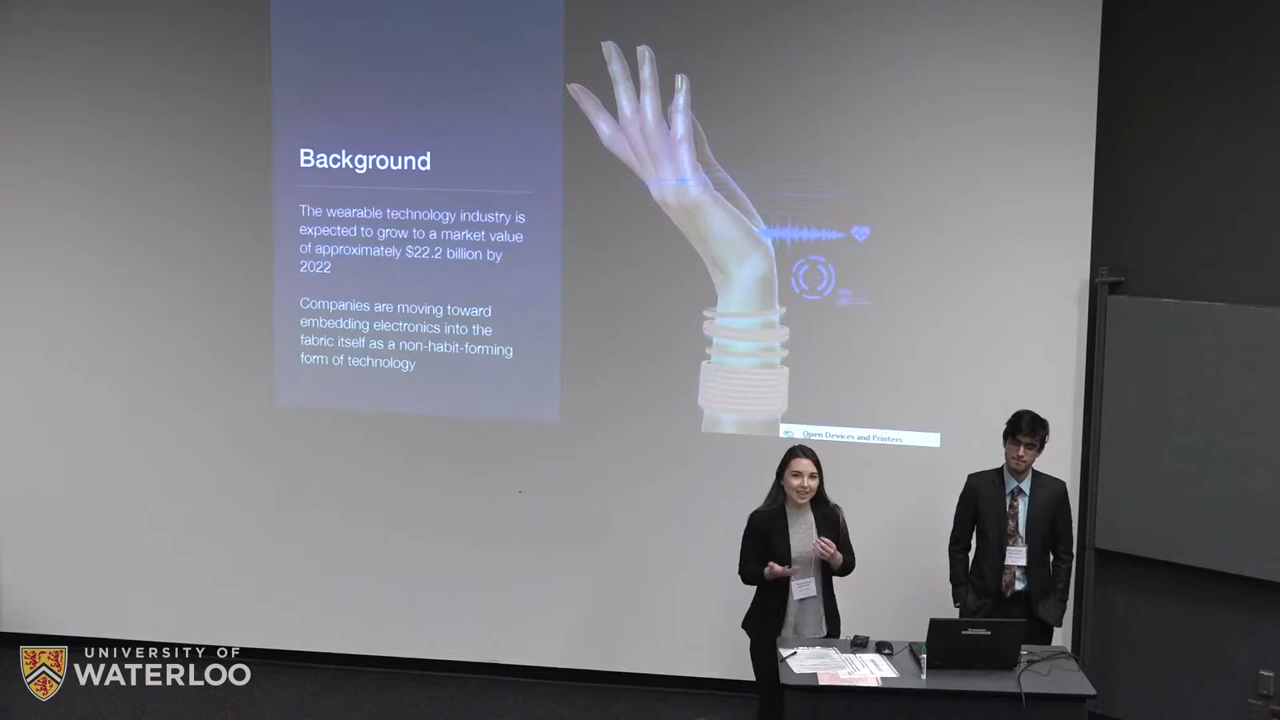 Background
The wearable technology industry is
expected to grow to a market value
of approximately $22.2 billion by
2022
Companies are moving toward
embedding electronics into the
fabric itself as a non-habit-forming
form of technology
Open Devices and Printers
UNIVERSITY OF
WATERLOO